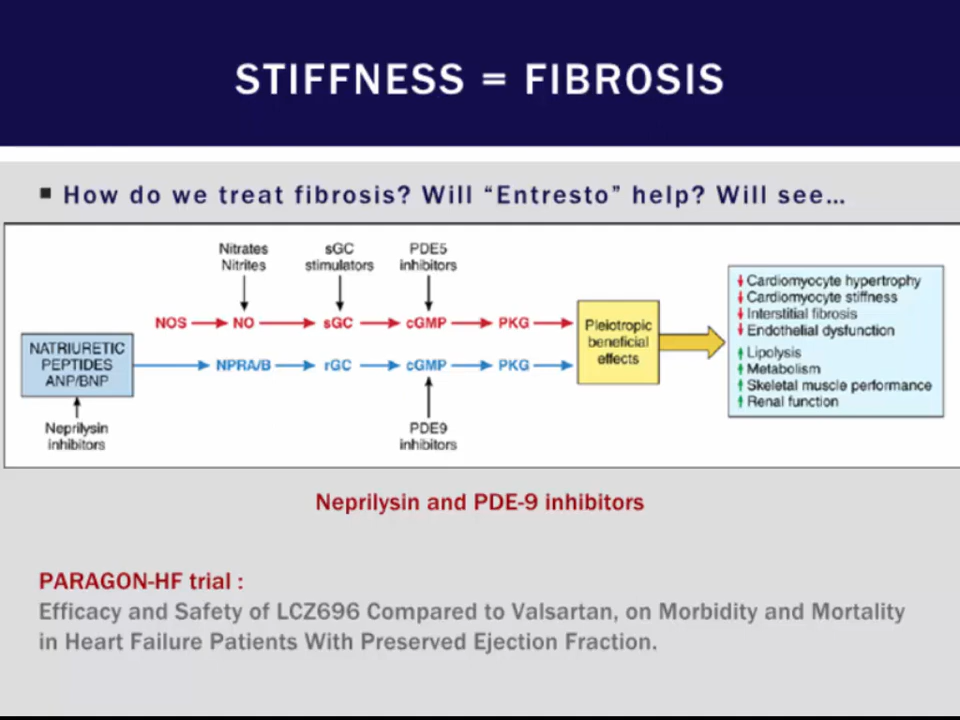 STIFFNESS = FIBROSIS
▪ How do we treat fibrosis? Will “Entresto” help? Will see…
Nitrates
Nitrites
sGC
stimulators
PDE5
inhibitors
NOS NO sGC cGMP PKG
NATRIURETIC
PEPTIDES
ANP/BNP
NPRA/B rGC cGMP PKG
Neprilysin
inhibitors
PDE9
inhibitors
Pleiotropic
beneficial
effects
Cardiomyocyte hypertrophy
Cardiomyocyte stiffness
Interstitial fibrosis
Endothelial dysfunction
Lipolysis
Metabolism
Skeletal muscle performance
Renal function
Neprilysin and PDE-9 inhibitors
PARAGON-HF trial :
Efficacy and Safety of LCZ696 Compared to Valsartan, on Morbidity and Mortality
in Heart Failure Patients With Preserved Ejection Fraction.